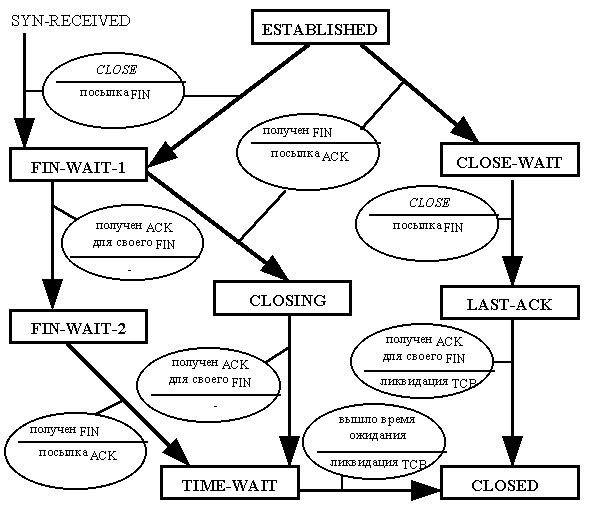 SYN-RECEIVED
ESTABLISHED
CLOSE
посылка FIN
получен FIN
посылка ACK
FIN-WAIT-1
CLOSE-WAIT
CLOSE
посылка FIN
получен ACK
для своего FIN
-
CLOSING
LAST-ACK
FIN-WAIT-2
получен ACK
для своего FIN
-
получен ACK
для своего FIN
ликвидация TCB
получен FIN
посылка ACK
вышло время
ожидания
ликвидация TCB
TIME-WAIT
CLOSED